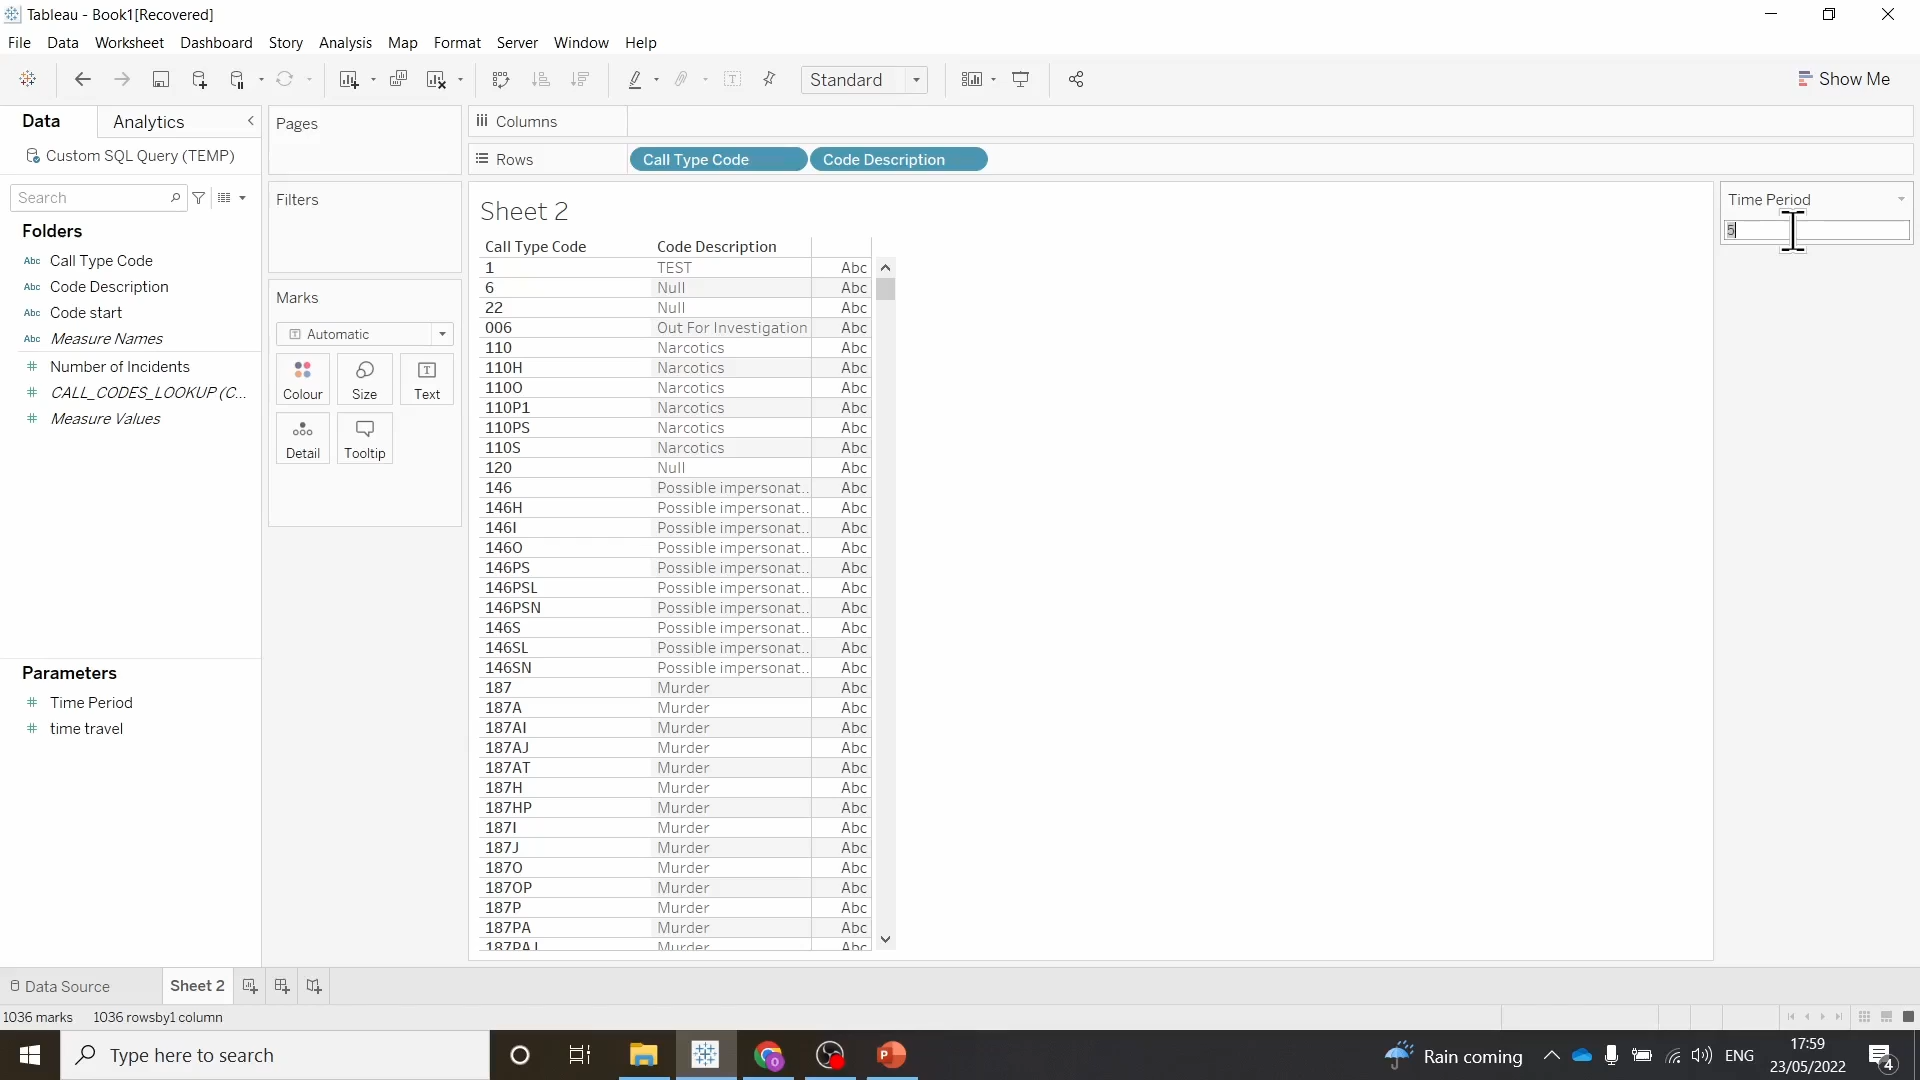 Tableau - Book1[Recovered]
File Data Worksheet Dashboard Story Analysis Map Format Server Window Help
Standard
Show Me
Data Analytics
Custom SQL Query (TEMP)
Search
Folders
Abc Call Type Code
Abc Code Description
Abc Code start
Abc Measure Names
Number of Incidents
CALL_CODES_LOOKUP (C...
Measure Values
Parameters
Time Period
time travel
Pages
Filters
Marks
Automatic
Colour Size Text
Detail Tooltip
Columns
Rows Call Type Code Code Description
Sheet 2
Call Type Code Code Description
1 TEST Abc
6 Null Abc
22 Null Abc
006 Out For Investigation Abc
110 Narcotics Abc
110H Narcotics Abc
110O Narcotics Abc
110P1 Narcotics Abc
110PS Narcotics Abc
110S Narcotics Abc
120 Null Abc
146 Possible impersonat.. Abc
146H Possible impersonat.. Abc
146I Possible impersonat.. Abc
146O Possible impersonat.. Abc
146PS Possible impersonat.. Abc
146PSL Possible impersonat.. Abc
146PSN Possible impersonat.. Abc
146S Possible impersonat.. Abc
146SL Possible impersonat.. Abc
146SN Possible impersonat.. Abc
187 Murder Abc
187A Murder Abc
187AI Murder Abc
187AJ Murder Abc
187AT Murder Abc
187H Murder Abc
187HP Murder Abc
187I Murder Abc
187J Murder Abc
187O Murder Abc
187OP Murder Abc
187P Murder Abc
187PA Murder Abc
187PAJ Murder Abc
Time Period
5
Data Source Sheet 2
1036 marks 1036 rowsby1 column
Type here to search
Rain coming
ENG
17:59
23/05/2022
4